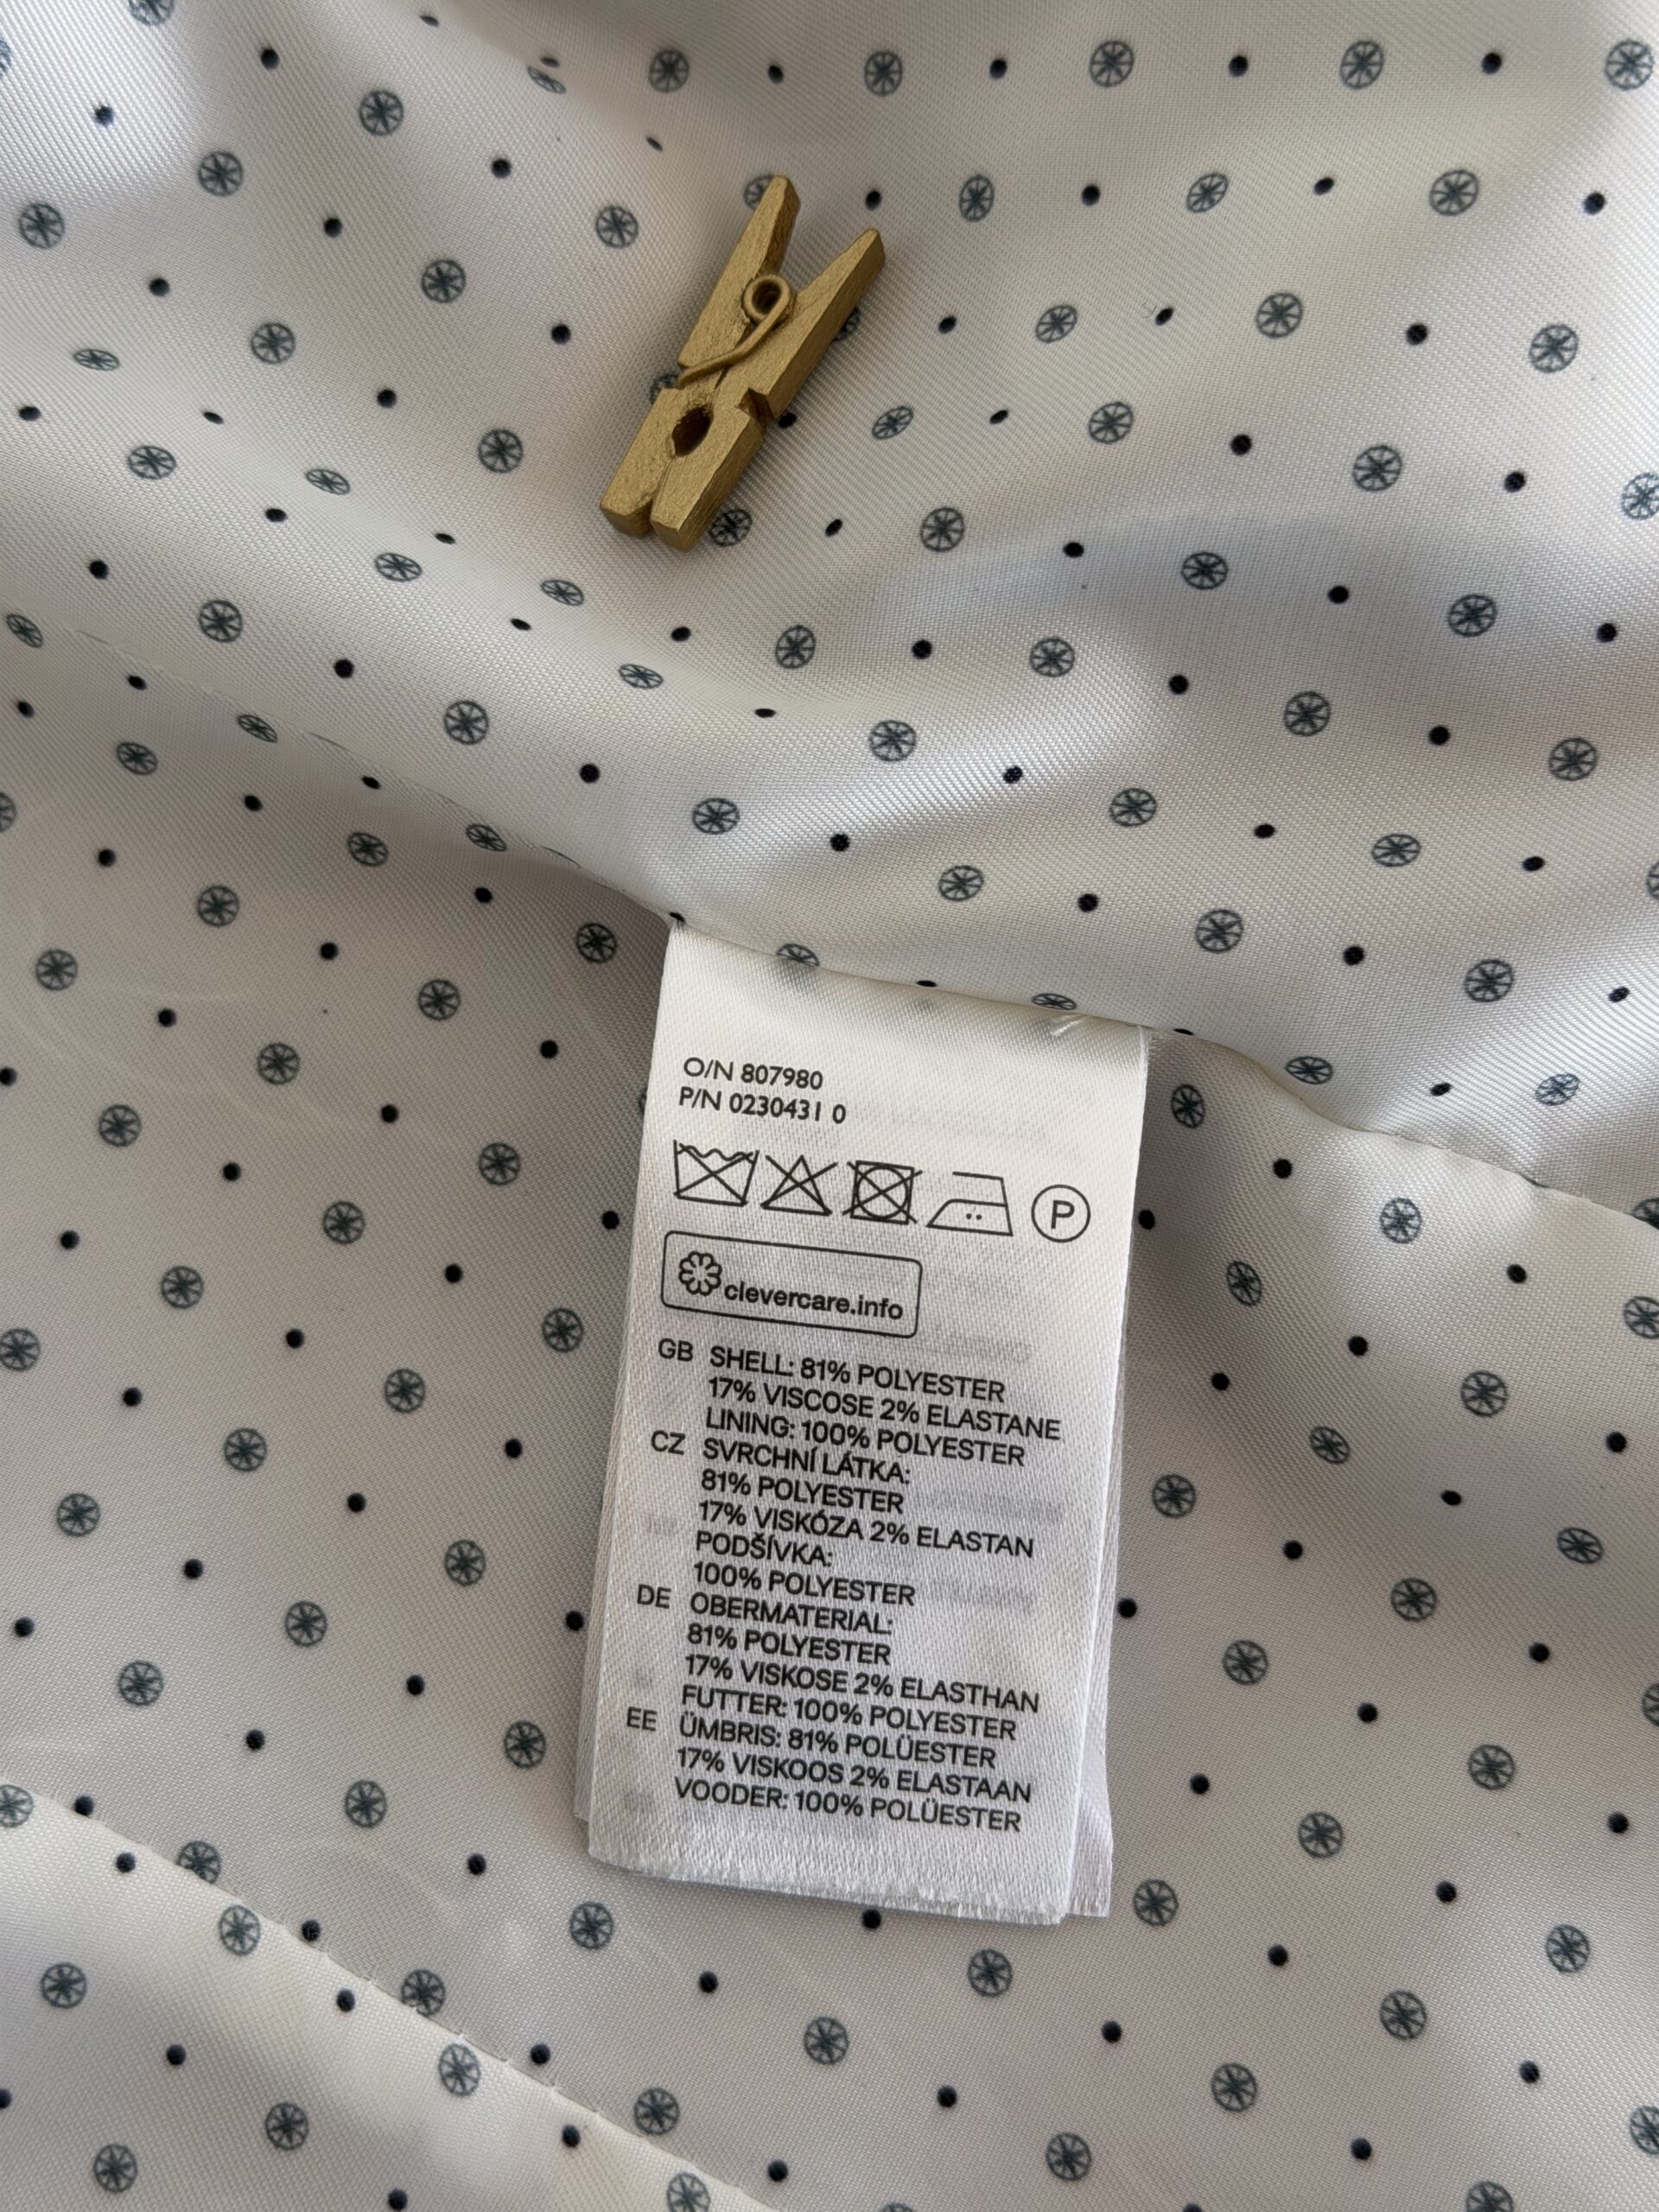 O/N 807980
P/N 0230431 0
P
clevercare.info
GB SHELL: 81% POLYESTER
17% VISCOSE 2% ELASTANE
LINING: 100% POLYESTER
CZ SVRCHNÍ LÁTKA:
81% POLYESTER
17% VISKÓZA 2% ELASTAN
PODŠÍVKA:
100% POLYESTER
DE OBERMATERIAL:
81% POLYESTER
17% VISKOSE 2% ELASTHAN
FUTTER: 100% POLYESTER
EE ÜMBRIS: 81% POLÜESTER
17% VISKOOS 2% ELASTAAN
VOODER: 100% POLÜESTER